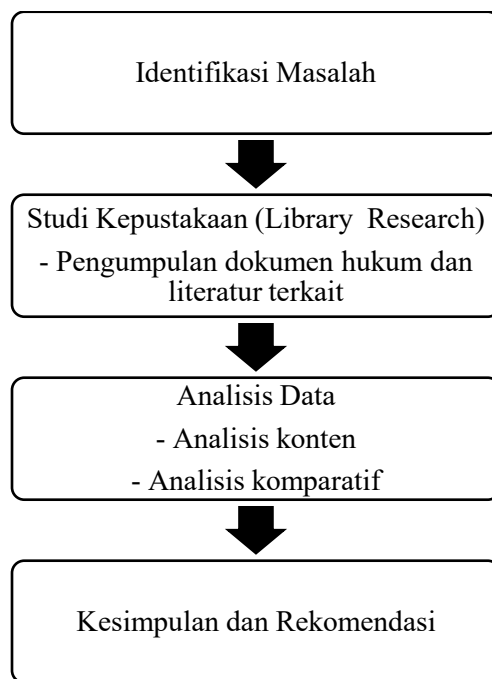 Identifikasi Masalah
Studi Kepustakaan (Library Research)
- Pengumpulan dokumen hukum dan
literatur terkait
Analisis Data
- Analisis konten
- Analisis komparatif
Kesimpulan dan Rekomendasi